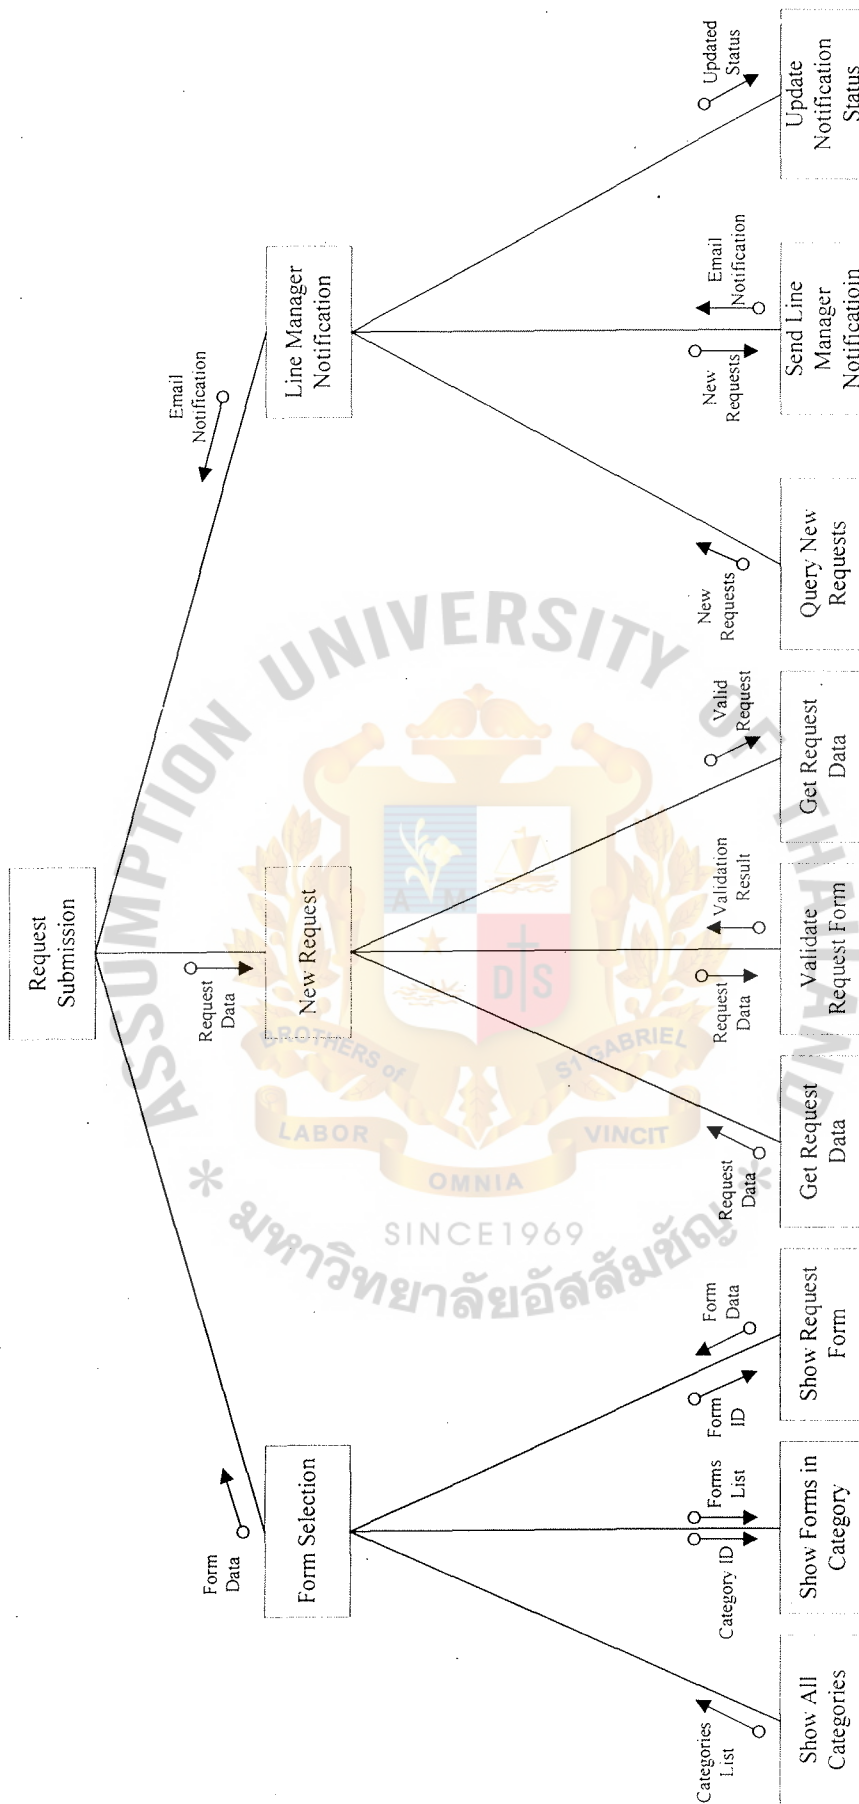 Request
Submission
Form
Data
Request
Data
Email
Notification
Form Selection
New Request
Line Manager
Notification
Categories
List
Category ID
Forms
List
Form
ID
Form
Data
Request
Data
Request
Data
Validation
Result
Valid
Request
New
Requests
New
Requests
Email
Notification
Updated
Status
Show All
Categories
Show Forms in
Category
Show Request
Form
Get Request
Data
Validate
Request Form
Get Request
Data
Query New
Requests
Send Line
Manager
Notificatioin
Update
Notification
Status
ASSUMPTION UNIVERSITY OF THAILAND
A M
D S
BROTHERS of
S1 GABRIEL
LABOR
OMNIA
VINCIT
SINCE1969
* มหาวิทยาลัยอัสสัมชัญ *